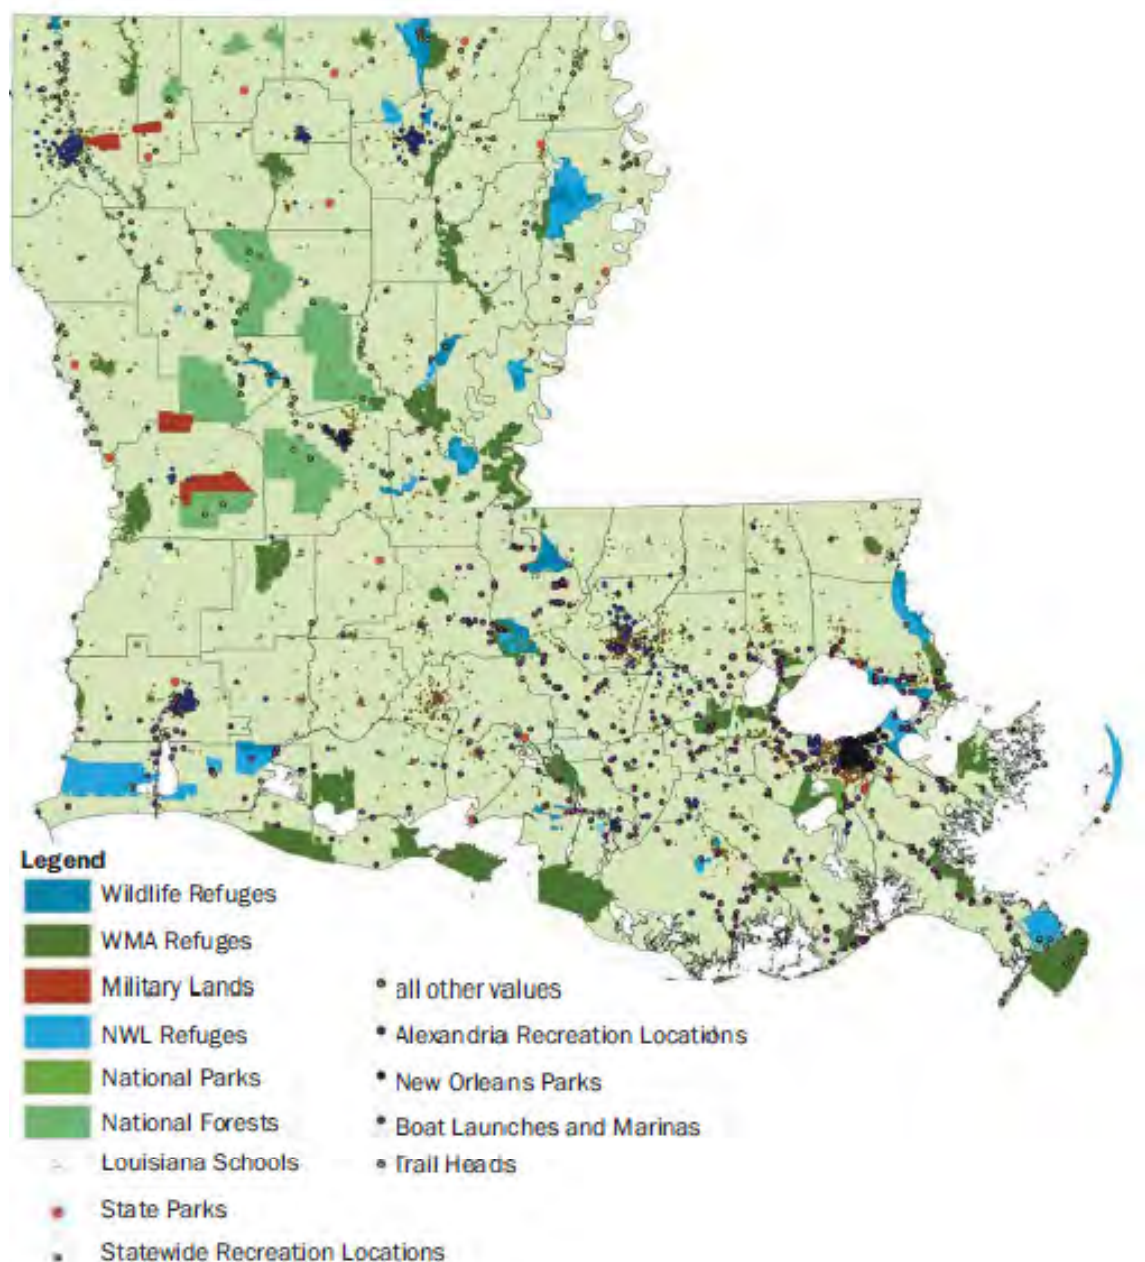 Legend
Wildlife Refuges
WMA Refuges
Military Lands
NWL Refuges
National Parks
National Forests
Louisiana Schools
State Parks
Statewide Recreation Locations
all other values
Alexandria Recreation Locations
New Orleans Parks
Boat Launches and Marinas
Trail Heads